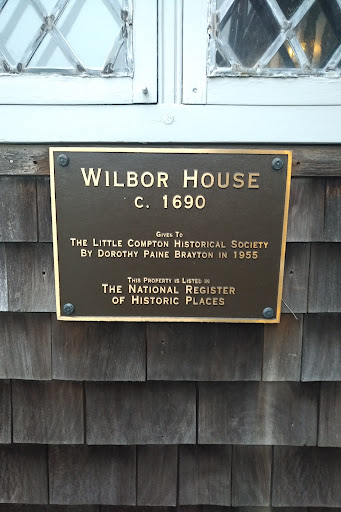 WILBOR HOUSE
C. 1690
GIVEN TO
THE LITTLE COMPTON HISTORICAL SOCIETY
BY DOROTHY PAINE BRAYTON IN 1955
THIS PROPERTY IS LISTED IN
THE NATIONAL REGISTER
OF HISTORIC PLACES